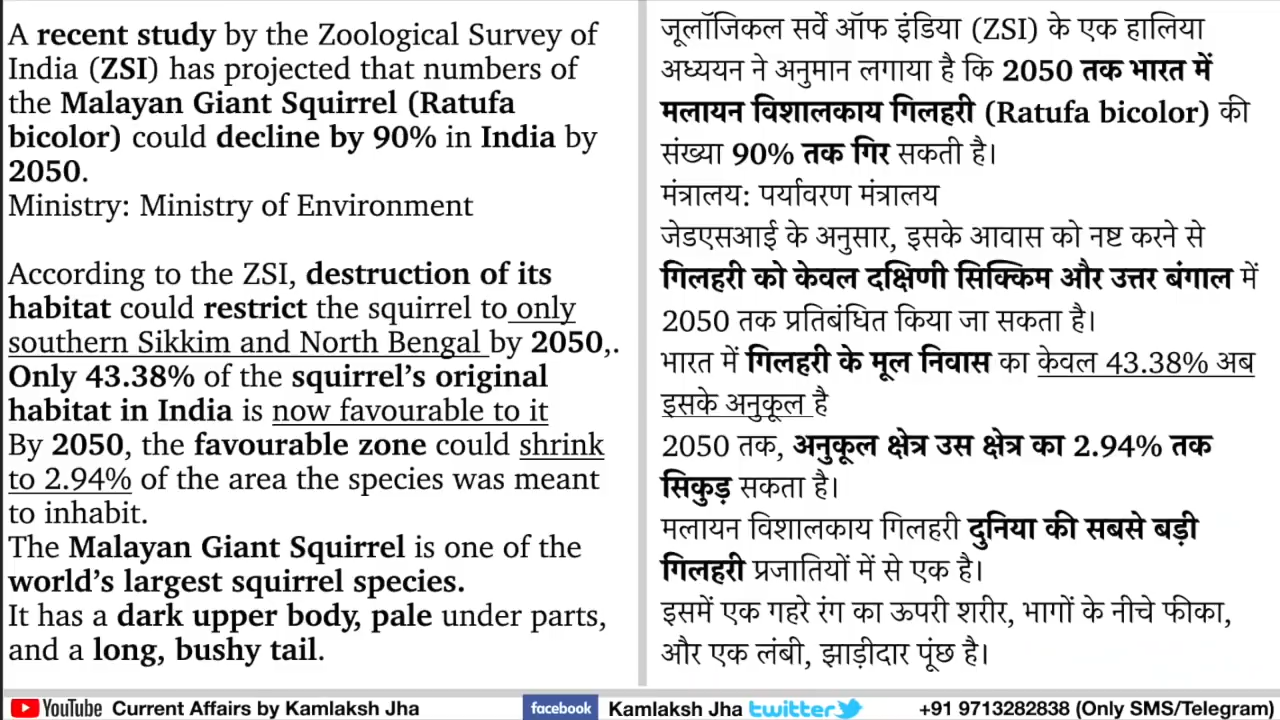 A recent study by the Zoological Survey of
India (ZSI) has projected that numbers of
the Malayan Giant Squirrel (Ratufa
bicolor) could decline by 90% in India by
2050.
Ministry: Ministry of Environment
According to the ZSI, destruction of its
habitat could restrict the squirrel to only
southern Sikkim and North Bengal by 2050,.
Only 43.38% of the squirrel's original
habitat in India is now favourable to it
By 2050, the favourable zone could shrink
to 2.94% of the area the species was meant
to inhabit.
The Malayan Giant Squirrel is one of the
world's largest squirrel species.
It has a dark upper body, pale under parts,
and a long, bushy tail.
जूलॉजिकल सर्वे ऑफ इंडिया (ZSI) के एक हालिया
अध्ययन ने अनुमान लगाया है कि 2050 तक भारत में
मलायन विशालकाय गिलहरी (Ratufa bicolor) की
संख्या 90% तक गिर सकती है।
मंत्रालय: पर्यावरण मंत्रालय
जेडएसआई के अनुसार, इसके आवास को नष्ट करने से
गिलहरी को केवल दक्षिणी सिक्किम और उत्तर बंगाल में
2050 तक प्रतिबंधित किया जा सकता है।
भारत में गिलहरी के मूल निवास का केवल 43.38% अब
इसके अनुकूल है
2050 तक, अनुकूल क्षेत्र उस क्षेत्र का 2.94% तक
सिकुड़ सकता है।
मलायन विशालकाय गिलहरी दुनिया की सबसे बड़ी
गिलहरी प्रजातियों में से एक है।
इसमें एक गहरे रंग का ऊपरी शरीर, भागों के नीचे फीका,
और एक लंबी, झाड़ीदार पूंछ है।
YouTube Current Affairs by Kamlaksh Jha facebook Kamlaksh Jha twitter +91 9713282838 (Only SMS/Telegram)